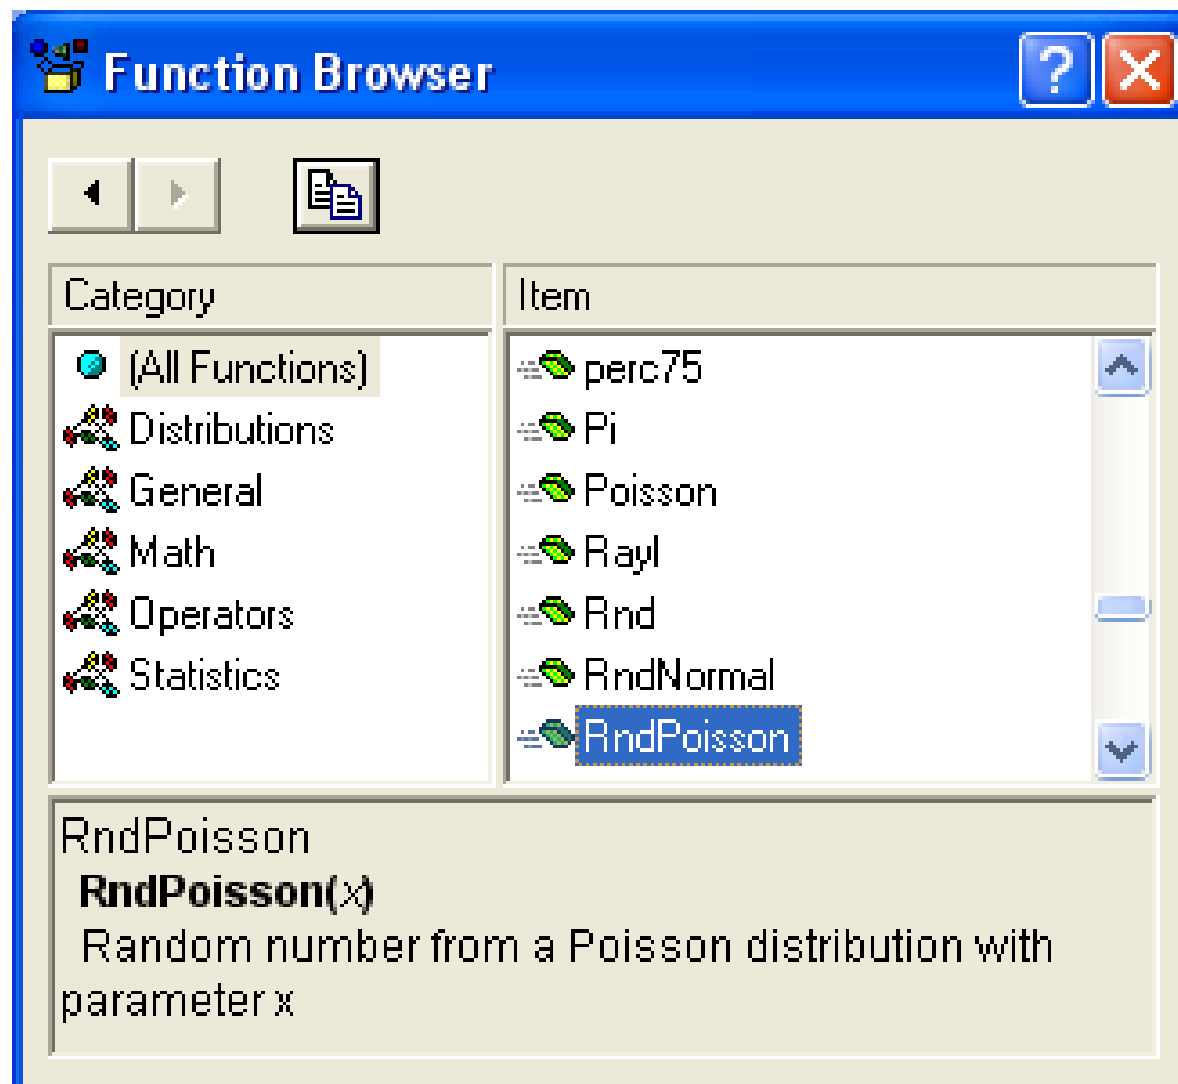 Function Browser
?
Category
Item
(All Functions)
Distributions
General
Math
Operators
Statistics
perc75
Pi
Poisson
Rayl
Rnd
RndNormal
RndPoisson
RndPoisson
RndPoisson(x)
Random number from a Poisson distribution with
parameter x